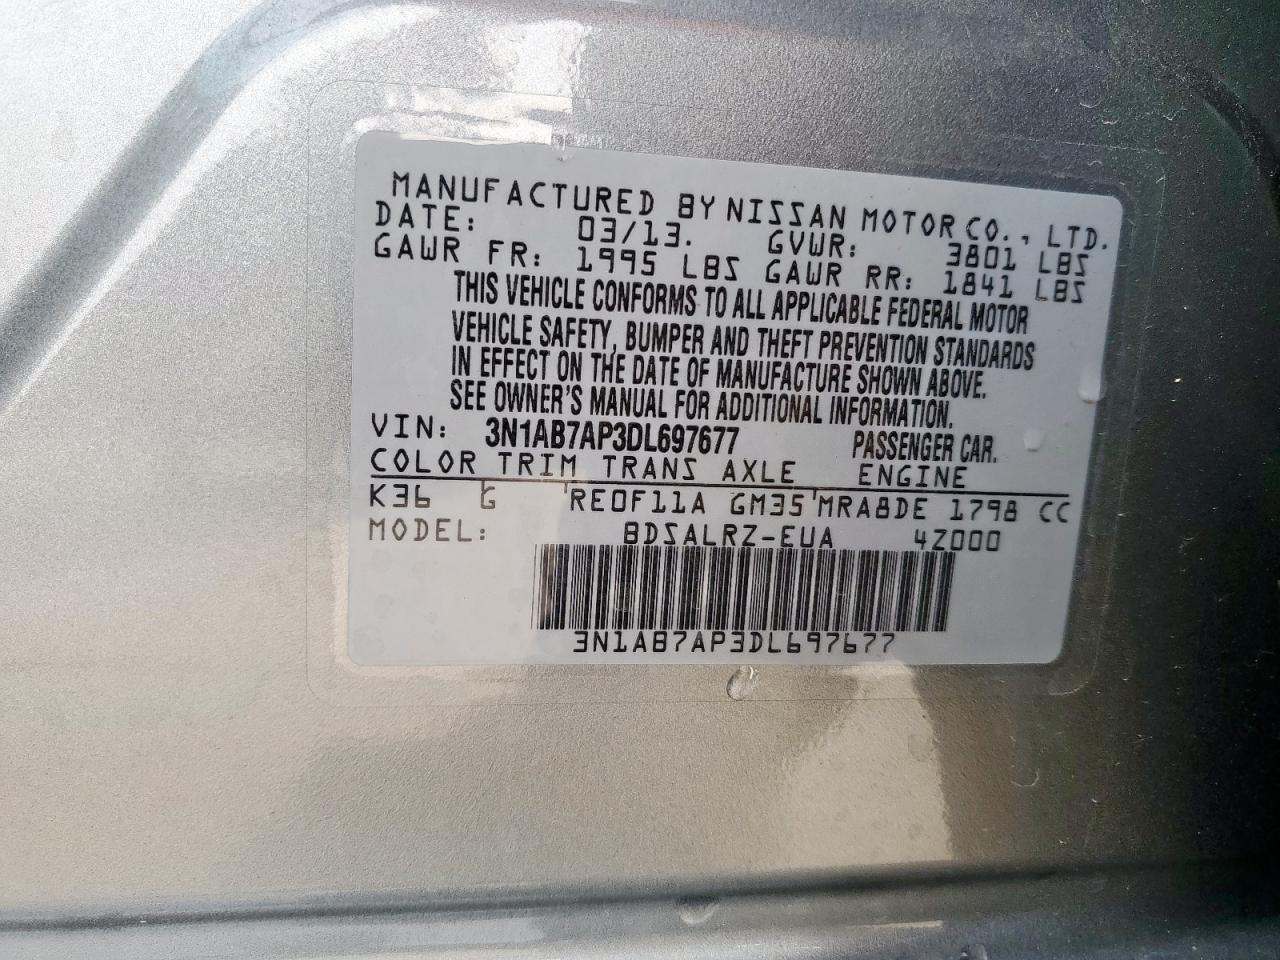 MANUFACTURED BY NISSAN MOTOR CO., LTD.
DATE: 03/13. GVWR: 3801 LBS
GAWR FR: 1995 LBS GAWR RR: 1841 LBS
THIS VEHICLE CONFORMS TO ALL APPLICABLE FEDERAL MOTOR
VEHICLE SAFETY, BUMPER AND THEFT PREVENTION STANDARDS
IN EFFECT ON THE DATE OF MANUFACTURE SHOWN ABOVE.
SEE OWNER'S MANUAL FOR ADDITIONAL INFORMATION.
VIN: 3N1AB7AP3DL697677 PASSENGER CAR.
COLOR TRIM TRANS AXLE ENGINE
K36 G RE0F11A GM35 MRA8DE 1798 CC
MODEL: BDSALRZ-EUA 4Z000
3N1AB7AP3DL697677